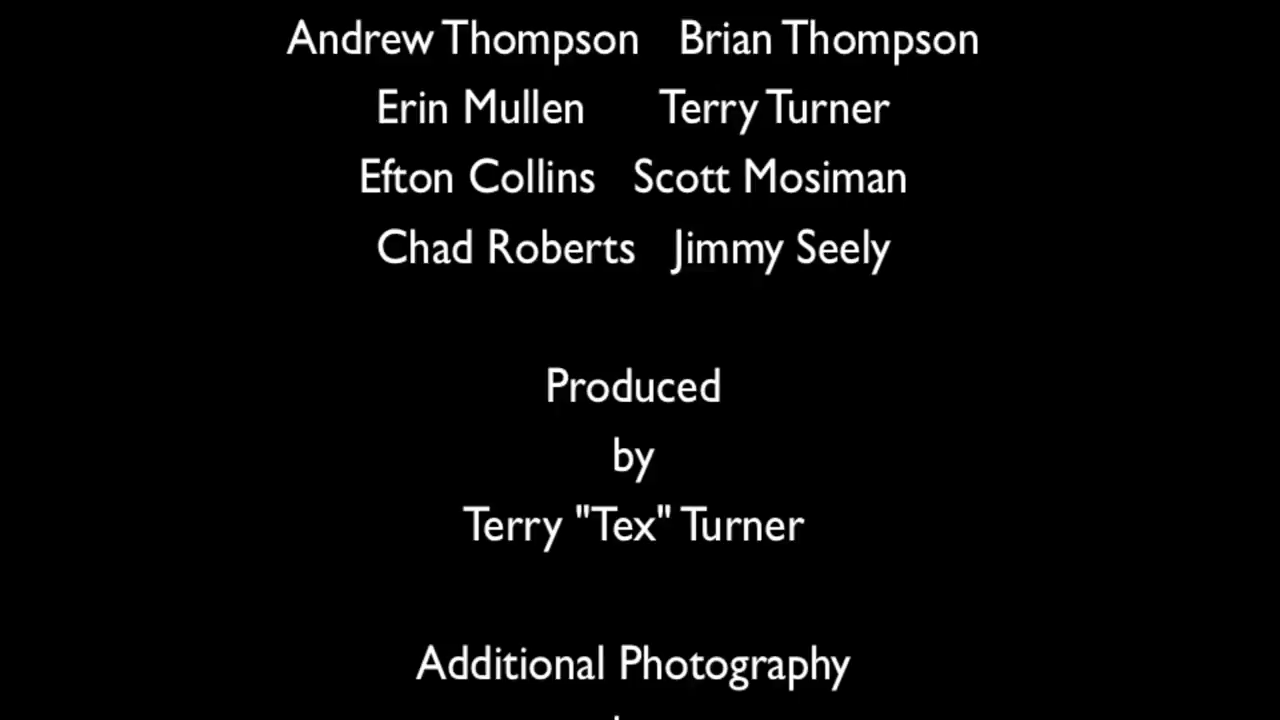 Andrew Thompson Brian Thompson
Erin Mullen Terry Turner
Efton Collins Scott Mosiman
Chad Roberts Jimmy Seely
Produced
by
Terry "Tex" Turner
Additional Photography